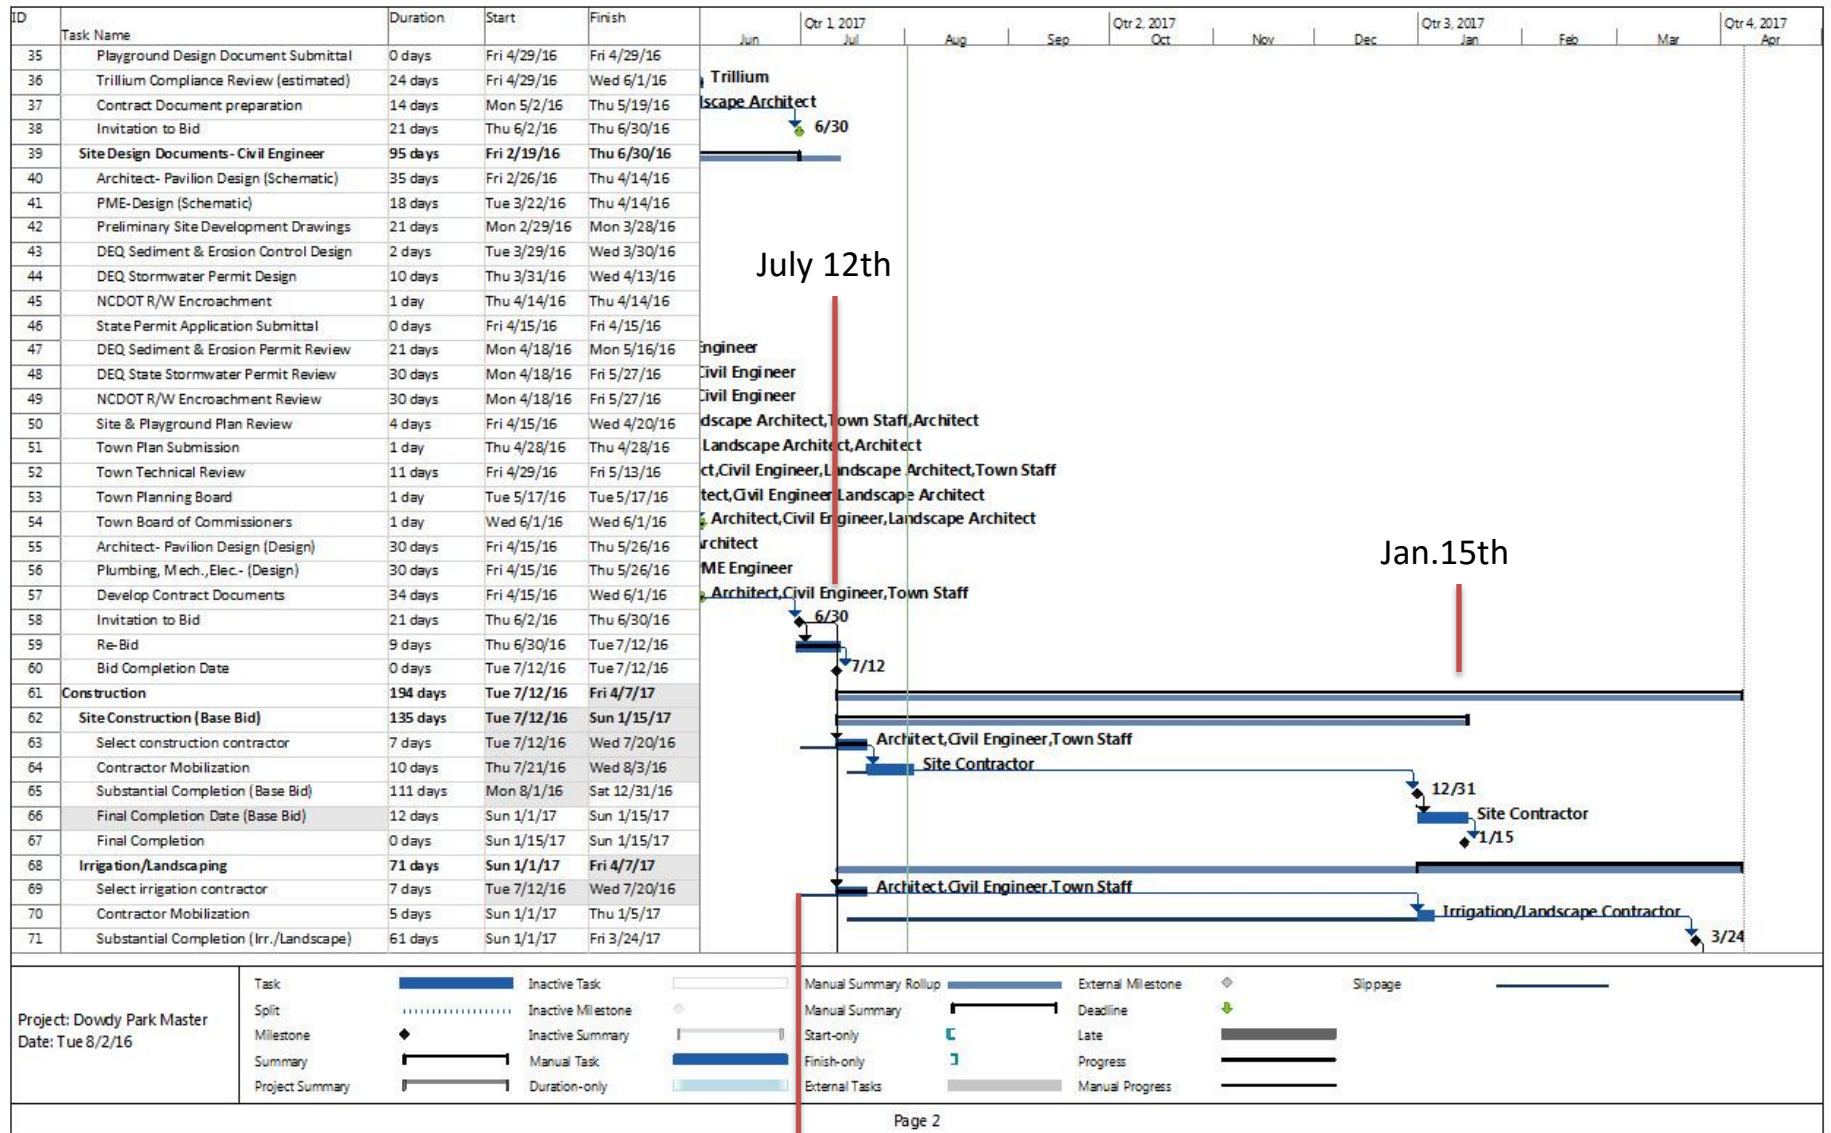 ID Task Name Duration Start Finish Qtr 1, 2017 Qtr 2, 2017 Qtr 3, 2017 Qtr 4, 2017
Jun Jul Aug Sep Oct Nov Dec Jan Feb Mar Apr
35 Playground Design Document Submittal 0 days Fri 4/29/16 Fri 4/29/16
36 Trillium Compliance Review (estimated) 24 days Fri 4/29/16 Wed 6/1/16 Trillium
37 Contract Document preparation 14 days Mon 5/2/16 Thu 5/19/16 lscape Architect
38 Invitation to Bid 21 days Thu 6/2/16 Thu 6/30/16 6/30
39 Site Design Documents- Civil Engineer 95 days Fri 2/19/16 Thu 6/30/16
40 Architect- Pavilion Design (Schematic) 35 days Fri 2/26/16 Thu 4/14/16
41 PME-Design (Schematic) 18 days Tue 3/22/16 Thu 4/14/16
42 Preliminary Site Development Drawings 21 days Mon 2/29/16 Mon 3/28/16
43 DEQ Sediment & Erosion Control Design 2 days Tue 3/29/16 Wed 3/30/16
July 12th
44 DEQ Stormwater Permit Design 10 days Thu 3/31/16 Wed 4/13/16
45 NCDOT R/W Encroachment 1 day Thu 4/14/16 Thu 4/14/16
46 State Permit Application Submittal 0 days Fri 4/15/16 Fri 4/15/16
47 DEQ Sediment & Erosion Permit Review 21 days Mon 4/18/16 Mon 5/16/16 Engineer
48 DEQ State Stormwater Permit Review 30 days Mon 4/18/16 Fri 5/27/16 Civil Engineer
49 NCDOT R/W Encroachment Review 30 days Mon 4/18/16 Fri 5/27/16 Civil Engineer
50 Site & Playground Plan Review 4 days Fri 4/15/16 Wed 4/20/16 dscape Architect,Town Staff,Architect
51 Town Plan Submission 1 day Thu 4/28/16 Thu 4/28/16 Landscape Architect,Architect
52 Town Technical Review 11 days Fri 4/29/16 Fri 5/13/16 ct,Civil Engineer,Landscape Architect,Town Staff
53 Town Planning Board 1 day Tue 5/17/16 Tue 5/17/16 tect,Civil Engineer,Landscape Architect
54 Town Board of Commissioners 1 day Wed 6/1/16 Wed 6/1/16 Architect,Civil Engineer,Landscape Architect
55 Architect- Pavilion Design (Design) 30 days Fri 4/15/16 Thu 5/26/16 rchitect
Jan.15th
56 Plumbing, Mech.,Elec.- (Design) 30 days Fri 4/15/16 Thu 5/26/16 ME Engineer
57 Develop Contract Documents 34 days Fri 4/15/16 Wed 6/1/16 Architect,Civil Engineer,Town Staff
58 Invitation to Bid 21 days Thu 6/2/16 Thu 6/30/16 6/30
59 Re-Bid 9 days Thu 6/30/16 Tue 7/12/16
60 Bid Completion Date 0 days Tue 7/12/16 Tue 7/12/16 7/12
61 Construction 194 days Tue 7/12/16 Fri 4/7/17
62 Site Construction (Base Bid) 135 days Tue 7/12/16 Sun 1/15/17
63 Select construction contractor 7 days Tue 7/12/16 Wed 7/20/16 Architect,Civil Engineer,Town Staff
64 Contractor Mobilization 10 days Thu 7/21/16 Wed 8/3/16 Site Contractor
65 Substantial Completion (Base Bid) 111 days Mon 8/1/16 Sat 12/31/16 12/31
66 Final Completion Date (Base Bid) 12 days Sun 1/1/17 Sun 1/15/17 Site Contractor
67 Final Completion 0 days Sun 1/15/17 Sun 1/15/17 1/15
68 Irrigation/Landscaping 71 days Sun 1/1/17 Fri 4/7/17
69 Select irrigation contractor 7 days Tue 7/12/16 Wed 7/20/16 Architect,Civil Engineer,Town Staff
70 Contractor Mobilization 5 days Sun 1/1/17 Thu 1/5/17 Irrigation/Landscape Contractor
71 Substantial Completion (Irr./Landscape) 61 days Sun 1/1/17 Fri 3/24/17 3/24
Project: Dowdy Park Master
Date: Tue 8/2/16
Task Inactive Task Manual Summary Rollup External Milestone Slippage
Split Inactive Milestone Manual Summary Deadline
Milestone Inactive Summary Start-only Late
Summary Manual Task Finish-only Progress
Project Summary Duration-only External Tasks Manual Progress
Page 2